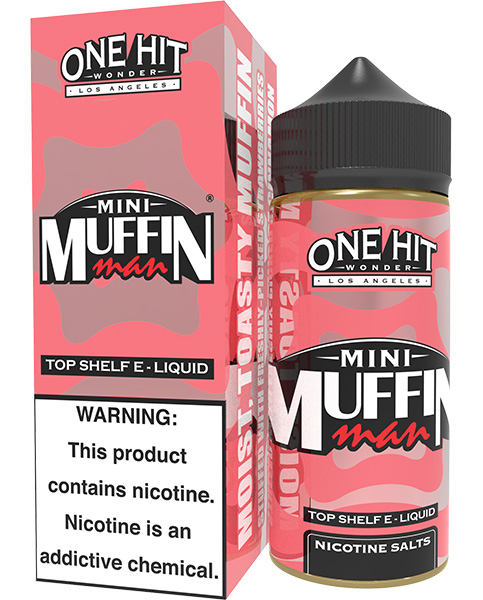 ONE HIT
WONDER
LOS ANGELES
MINI
MUFFIN
man
®
TOP SHELF E - LIQUID
WARNING:
This product
contains nicotine.
Nicotine is an
addictive chemical.
MOIST, TOASTY MUFFIN
ONE HIT
WONDER
LOS ANGELES
MINI
MUFFIN
man
TOP SHELF E - LIQUID
NICOTINE SALTS